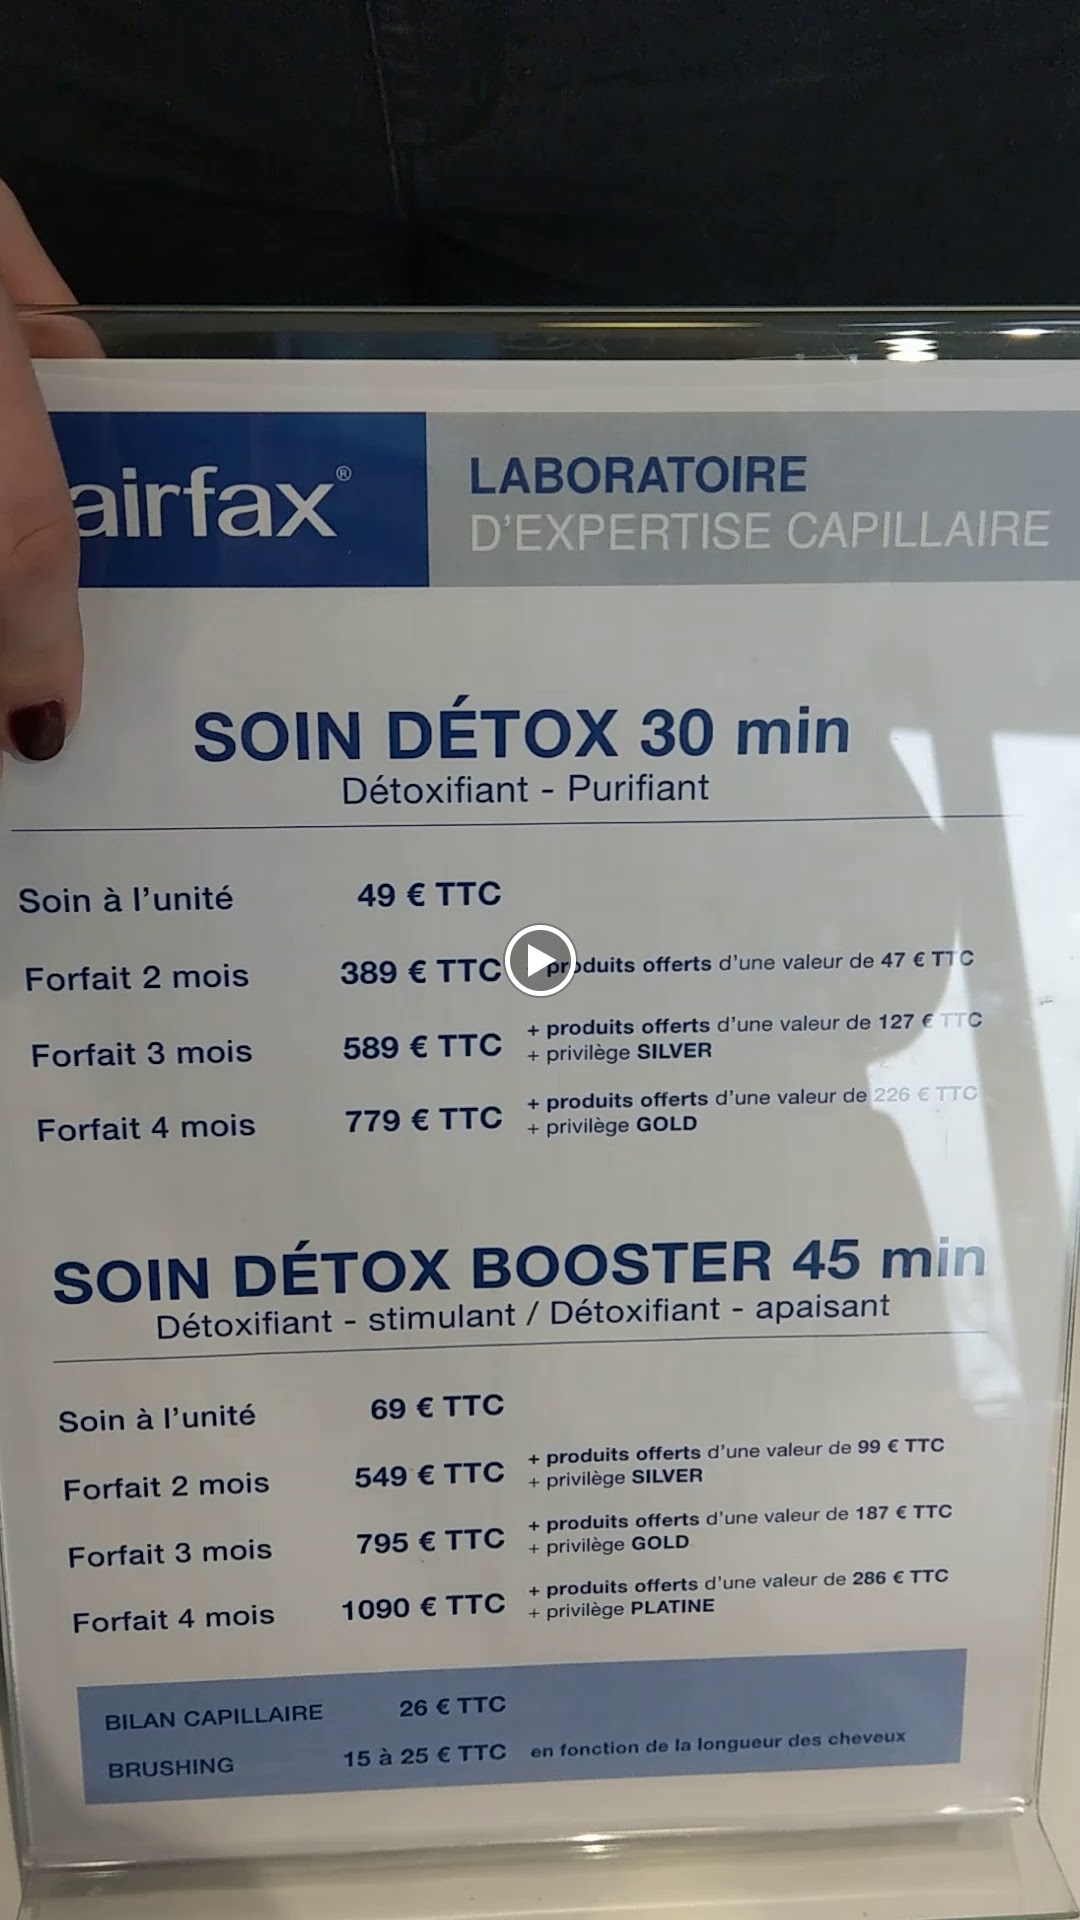 airfax®
LABORATOIRE
D'EXPERTISE CAPILLAIRE
SOIN DÉTOX 30 min
Détoxifiant - Purifiant
Soin à l'unité 49 € TTC
Forfait 2 mois 389 € TTC produits offerts d'une valeur de 47 € TTC
Forfait 3 mois 589 € TTC + produits offerts d'une valeur de 127 € TTC
+ privilège SILVER
Forfait 4 mois 779 € TTC + produits offerts d'une valeur de 226 € TTC
+ privilège GOLD
SOIN DÉTOX BOOSTER 45 min
Détoxifiant - stimulant / Détoxifiant - apaisant
Soin à l'unité 69 € TTC
Forfait 2 mois 549 € TTC + produits offerts d'une valeur de 99 € TTC
+ privilège SILVER
Forfait 3 mois 795 € TTC + produits offerts d'une valeur de 187 € TTC
+ privilège GOLD
Forfait 4 mois 1090 € TTC + produits offerts d'une valeur de 286 € TTC
+ privilège PLATINE
BILAN CAPILLAIRE 26 € TTC
BRUSHING 15 à 25 € TTC en fonction de la longueur des cheveux